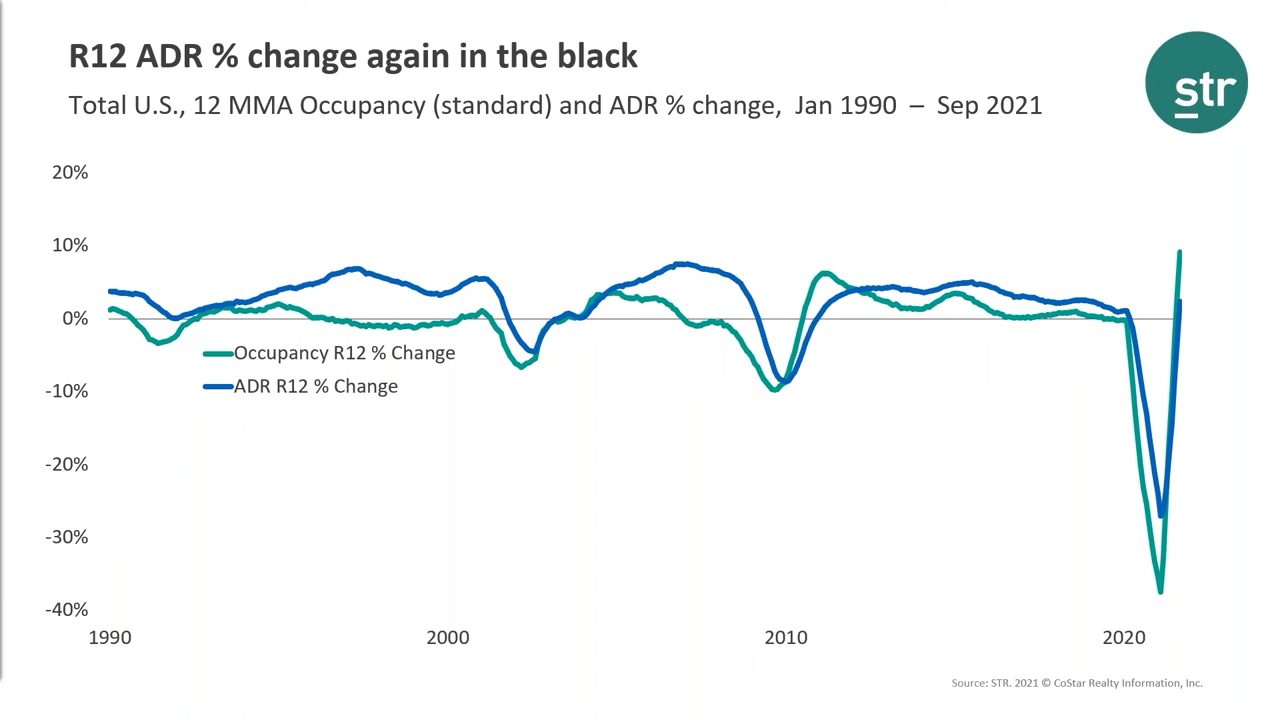 R12 ADR % change again in the black
Total U.S., 12 MMA Occupancy (standard) and ADR % change, Jan 1990 – Sep 2021
str
20%
10%
0%
Occupancy R12 % Change
ADR R12 % Change
-10%
-20%
-30%
-40%
1990 2000 2010 2020
Source: STR. 2021 © CoStar Realty Information, Inc.